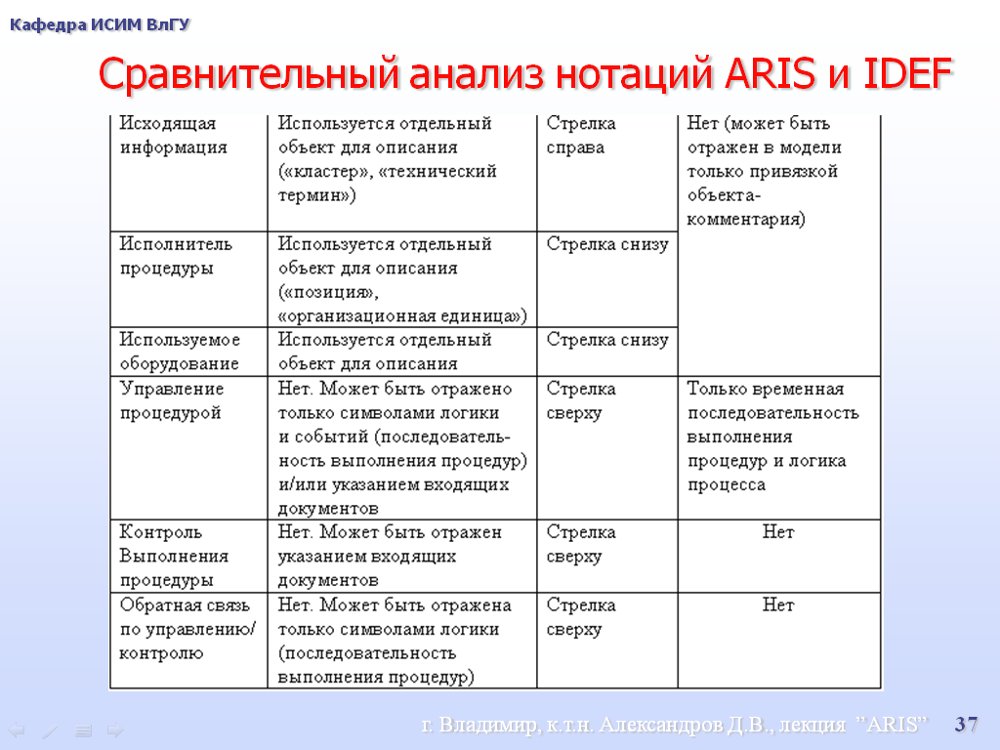 Кафедра ИСИМ ВлГУ
Сравнительный анализ нотаций ARIS и IDEF
Исходящая
информация
Используется отдельный
объект для описания
(«кластер», «технический
термин»)
Стрелка
справа
Нет (может быть
отражен в модели
только привязкой
объекта-
комментария)
Исполнитель
процедуры
Используется отдельный
объект для описания
(«позиция»,
«организационная единица»)
Стрелка снизу
Используемое
оборудование
Используется отдельный
объект для описания
Стрелка снизу
Управление
процедурой
Нет. Может быть отражено
только символами логики
и событий (последователь-
ность выполнения процедур)
и/или указанием входящих
документов
Стрелка
сверху
Только временная
последовательность
выполнения
процедур и логика
процесса
Контроль
Выполнения
процедуры
Нет. Может быть отражен
указанием входящих
документов
Стрелка
сверху
Нет
Обратная связь
по управлению/
контролю
Нет. Может быть отражена
только символами логики
(последовательность
выполнения процедур)
Стрелка
сверху
Нет
г. Владимир, к.т.н. Александров Д.В., лекция ”ARIS” 37